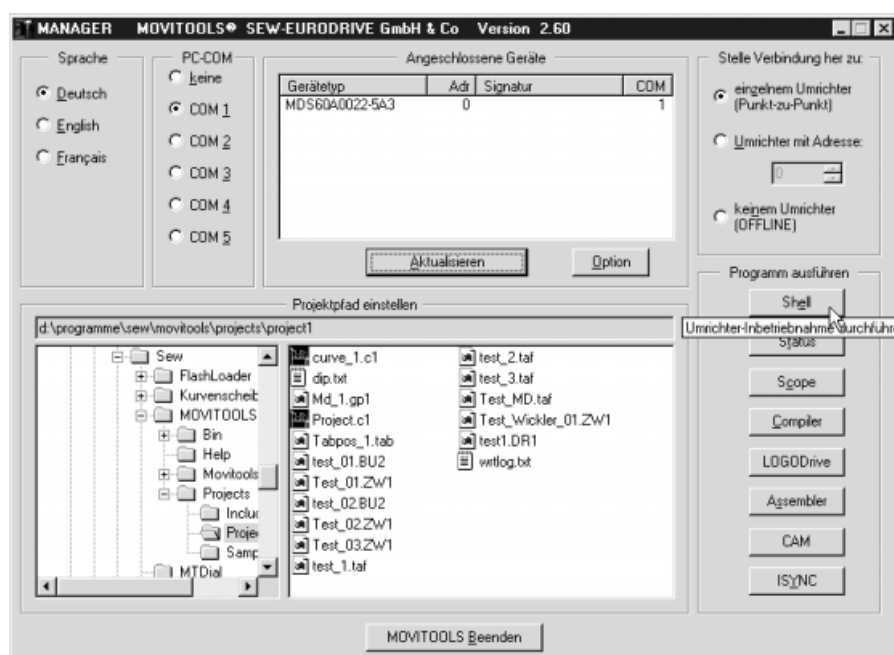 MANAGER MOVITOOLS® SEW-EURODRIVE GmbH & Co Version 2.60
Sprache
Deutsch
English
Français
PC-COM
keine
COM 1
COM 2
COM 3
COM 4
COM 5
Angeschlossene Geräte
Gerätetyp Adr Signatur COM
MDS60A0022-5A3 0 1
Aktualisieren Option
Stelle Verbindung her zu:
einzelnem Umrichter
(Punkt-zu-Punkt)
Umrichter mit Adresse:
0
keinem Umrichter
(OFFLINE)
Projektpfad einstellen
d:\programme\sew\movitools\projects\project1
Sew
FlashLoader
Kurvenscheib
MOVITOOLS
Bin
Help
Movitools
Projects
Includ
Projec
Samp
MTDial
curve_1.c1
dip.txt
Md_1.gp1
Project.c1
Tabpos_1.tab
test_01.BU2
Test_01.ZW1
test_02.BU2
Test_02.ZW1
Test_03.ZW1
test_1.taf
test_2.taf
test_3.taf
Test_MD.taf
Test_Wickler_01.ZW1
test1.DR1
wrtlog.txt
Programm ausführen
Shell
Umrichter-Inbetriebnahme durchführ
Status
Scope
Compiler
LOGODrive
Assembler
CAM
ISYNC
MOVITOOLS Beenden